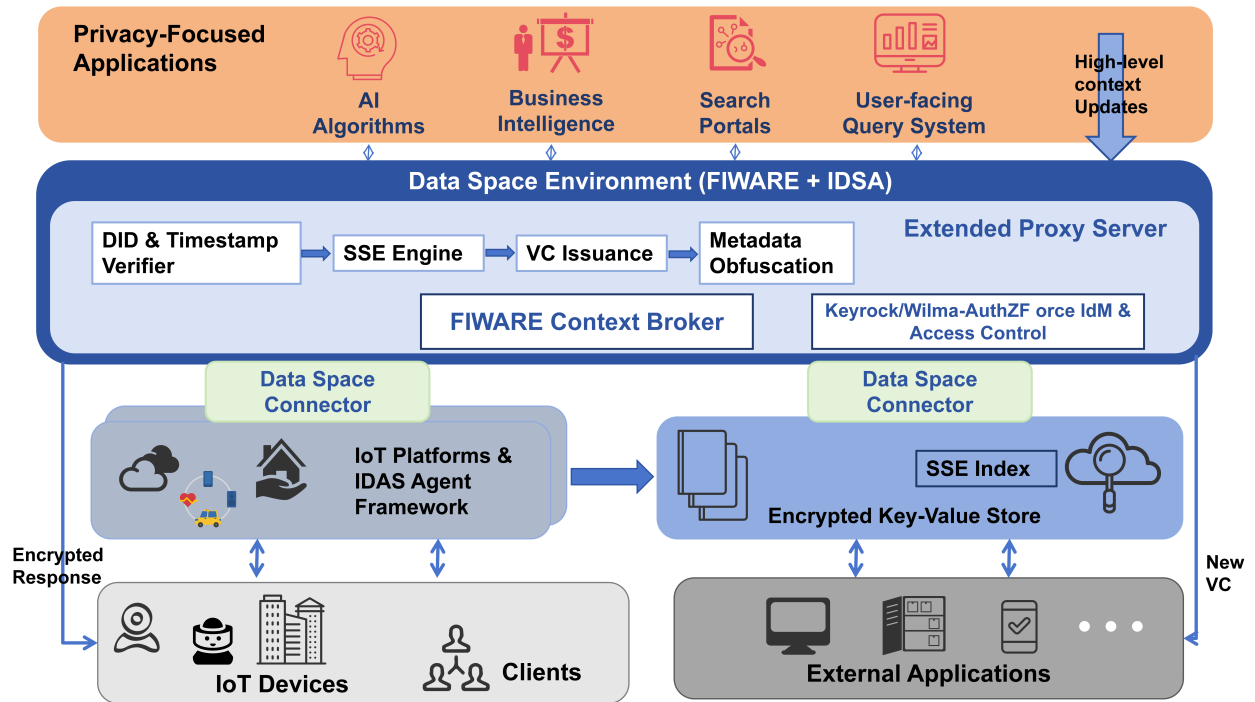 Privacy-Focused
Applications
AI
Algorithms
Business
Intelligence
$
Search
Portals
User-facing
Query System
High-level
context
Updates
Data Space Environment (FIWARE + IDSA)
Extended Proxy Server
DID & Timestamp
Verifier
SSE Engine
VC Issuance
Metadada
Obfuscation
FIWARE Context Broker
Keyrock/Wilma-AuthZF orce IdM &
Access Control
Data Space
Connector
Data Space
Connector
IoT Platforms &
IDAS Agent
Framework
SSE Index
Encrypted Key-Value Store
Encrypted
Response
New
VC
IoT Devices
Clients
External Applications